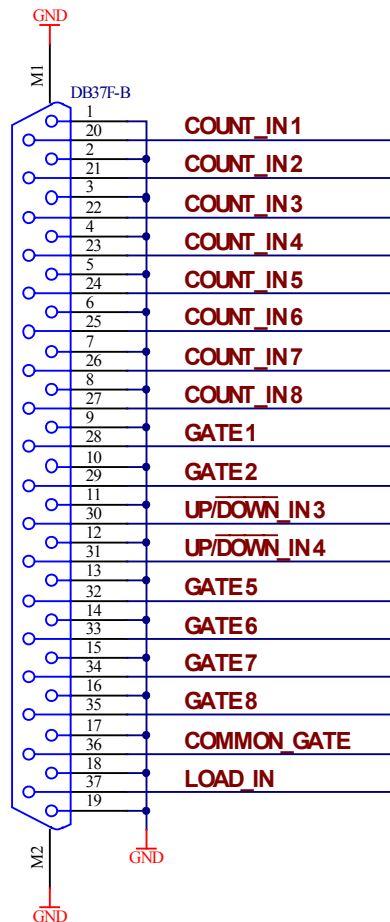 GND
M1
DB37F-B
1
20 COUNT_IN1
2
21 COUNT_IN2
3
22 COUNT_IN3
4
23 COUNT_IN4
5
24 COUNT_IN5
6
25 COUNT_IN6
7
26 COUNT_IN7
8
27 COUNT_IN8
9
28 GATE1
10
29 GATE2
11
30 UP/D̅O̅W̅N̅_IN3
12
31 UP/D̅O̅W̅N̅_IN4
13
32 GATE5
14
33 GATE6
15
34 GATE7
16
35 GATE8
17
36 COMMON_GATE
18
37 LOAD_IN
19
M2
GND
GND